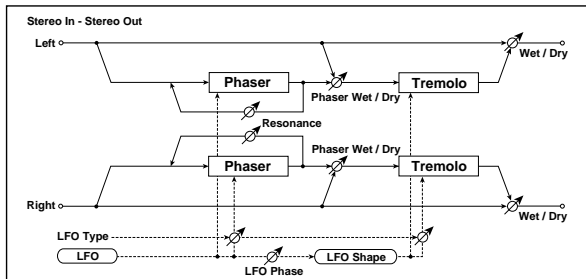 Stereo In - Stereo Out
Left
Wet / Dry
Phaser
Tremolo
Phaser Wet / Dry
Resonance
Phaser
Phaser Wet / Dry
Tremolo
Right
Wet / Dry
LFO Type
LFO
LFO Phase
LFO Shape